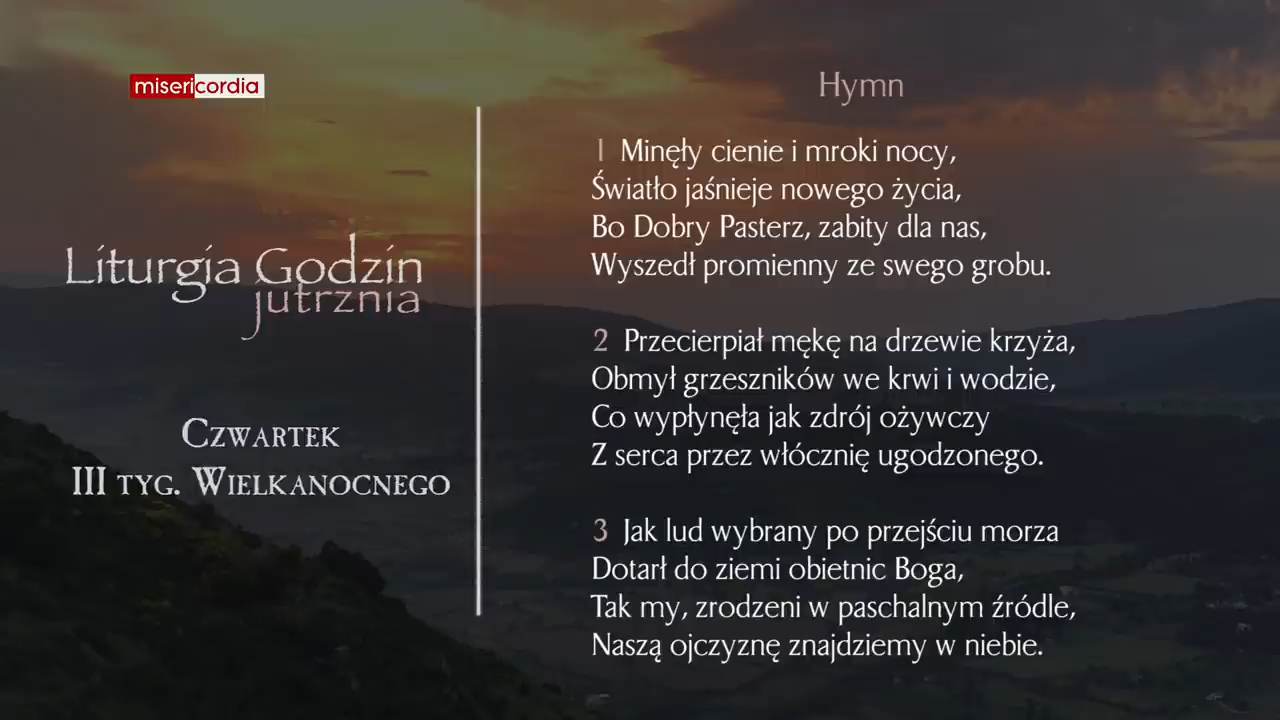 misericordia
Liturgia Godzin
jutrznia
Czwartek
III tyg. Wielkanocnego
Hymn
1 Minęły cienie i mroki nocy,
Światło jaśnieje nowego życia,
Bo Dobry Pasterz, zabity dla nas,
Wyszedł promienny ze swego grobu.
2 Przecierpiał mękę na drzewie krzyża,
Obmył grzeszników we krwi i wodzie,
Co wypłynęła jak zdrój ożywczy
Z serca przez włócznię ugodzonego.
3 Jak lud wybrany po przejściu morza
Dotarł do ziemi obietnic Boga,
Tak my, zrodzeni w paschalnym źródle,
Naszą ojczyznę znajdziemy w niebie.